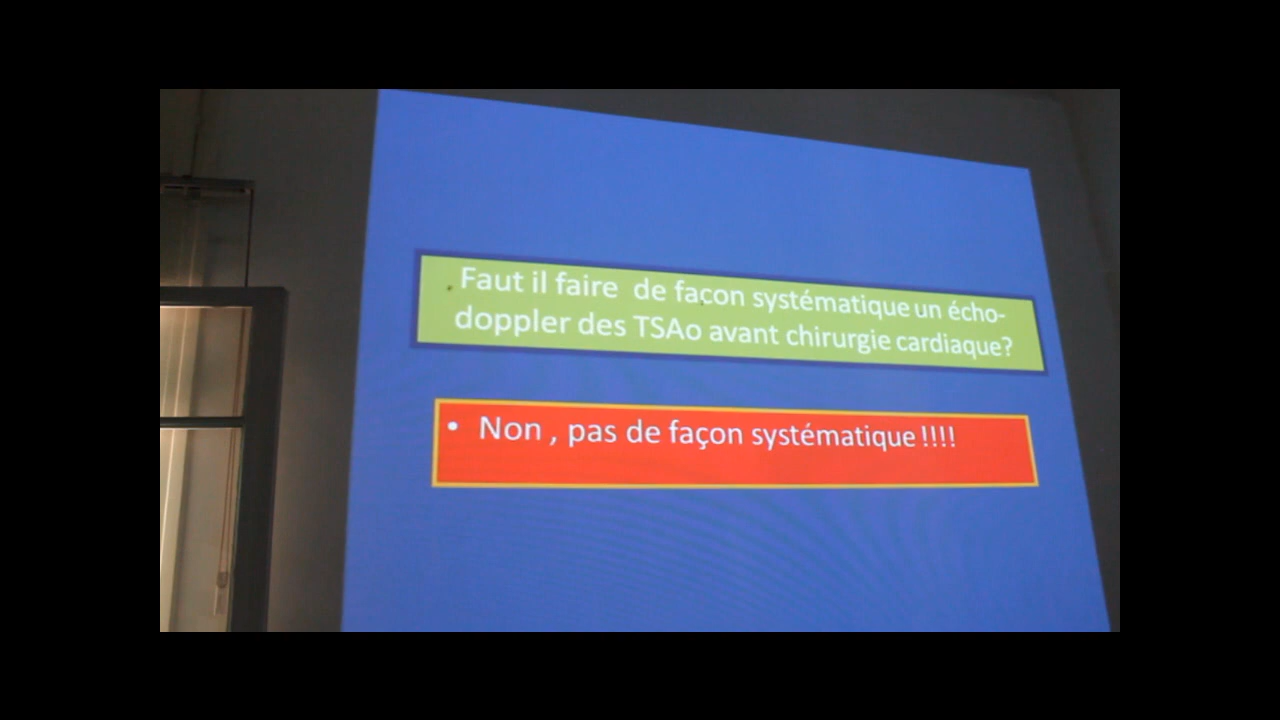 Faut il faire de façon systématique un écho-
doppler des TSAo avant chirurgie cardiaque?
• Non , pas de façon systématique !!!!